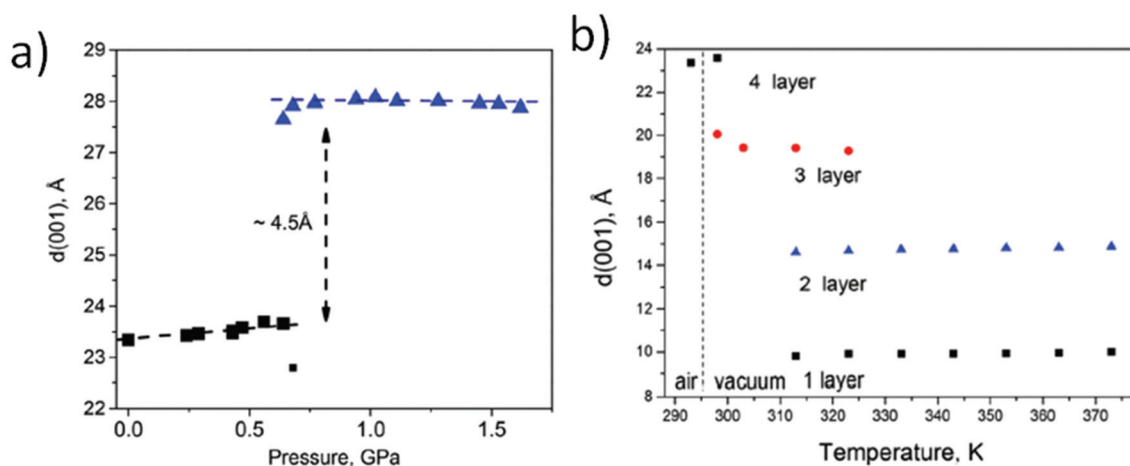 a)
29
28
27
26
25
24
23
22
d(001), Å
~ 4.5Å
0.0 0.5 1.0 1.5
Pressure, GPa
b)
24
22
20
18
16
14
12
10
8
d(001), Å
4 layer
3 layer
2 layer
air vacuum 1 layer
290 300 310 320 330 340 350 360 370
Temperature, K